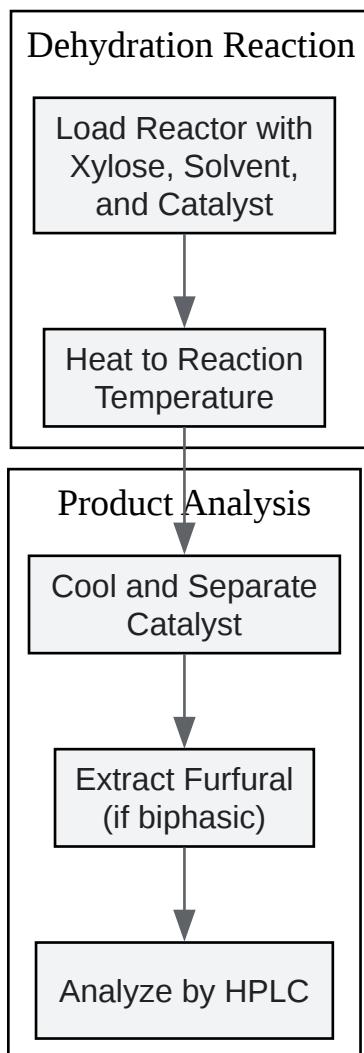 Dehydration Reaction
Load Reactor with
Xylose, Solvent,
and Catalyst
Heat to Reaction
Temperature
Product Analysis
Cool and Separate
Catalyst
Extract Furfural
(if biphasic)
Analyze by HPLC